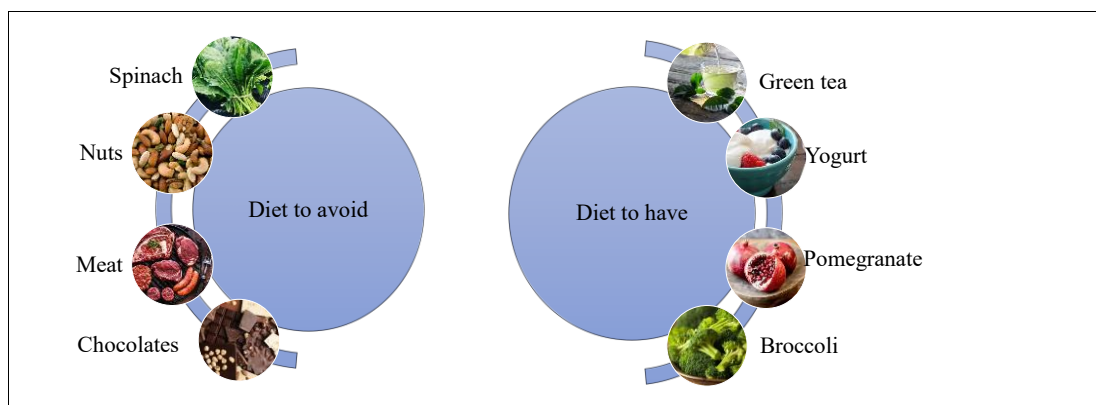 Spinach
Nuts
Meat
Chocolates
Diet to avoid
Diet to have
Green tea
Yogurt
Pomegranate
Broccoli